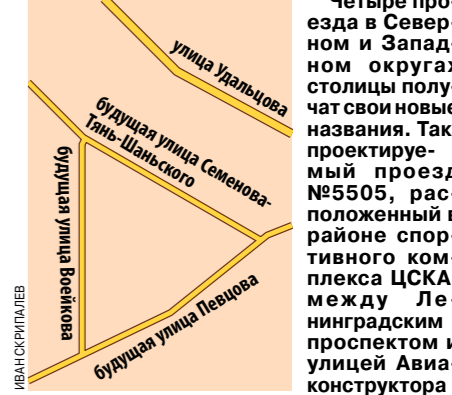 улица Удальцова
будущая улица Семенова-
Тянь-Шаньского
будущая улица Воейкова
будущая улица Певцова
ИВАН СКРИПАЛЕВ
Четыре про-
езда в Север-
ном и Запад-
ном округах
столицы полу-
чат свои новые
названия. Так,
проектируе-
мый проезд
№5505, рас-
положенный в
районе спор-
тивного ком-
плекса ЦСКА,
между Ле-
нинградским
проспектом и
улицей Авиа-
конструктора